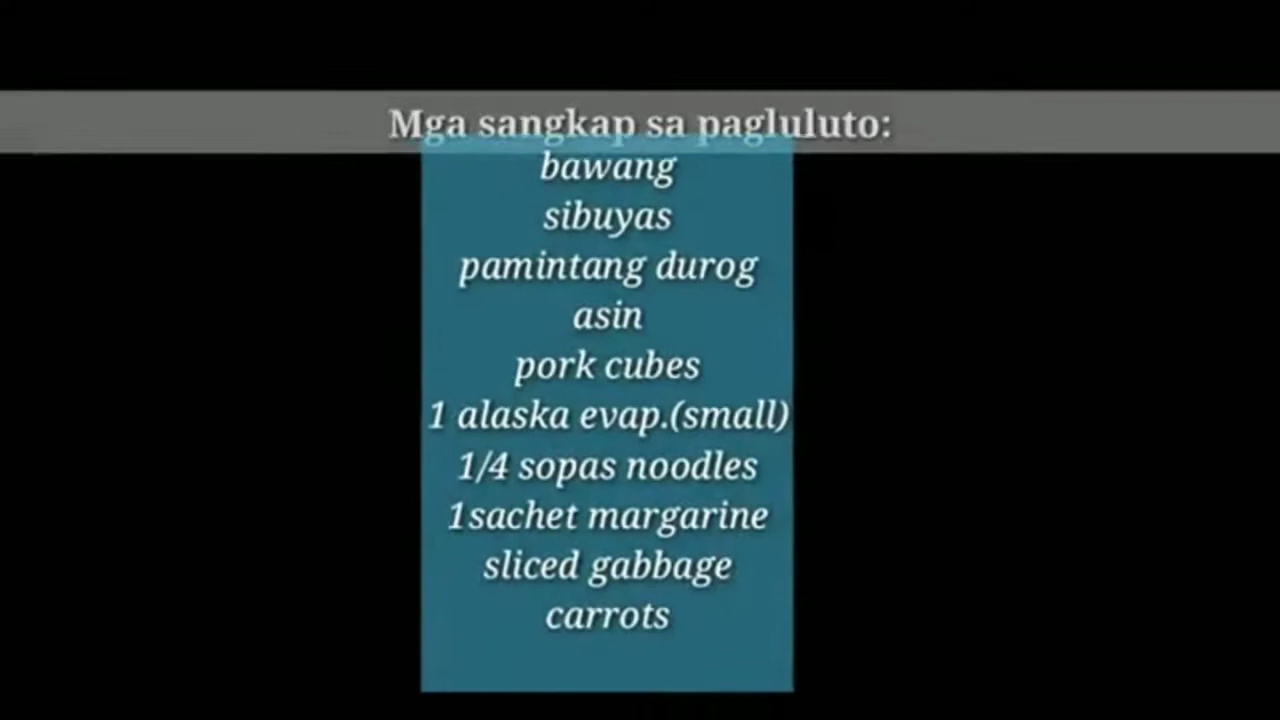 Mga sangkap sa pagluluto:
bawang
sibuyas
pamintang durog
asin
pork cubes
1 alaska evap.(small)
1/4 sopas noodles
1sachet margarine
sliced gabbage
carrots